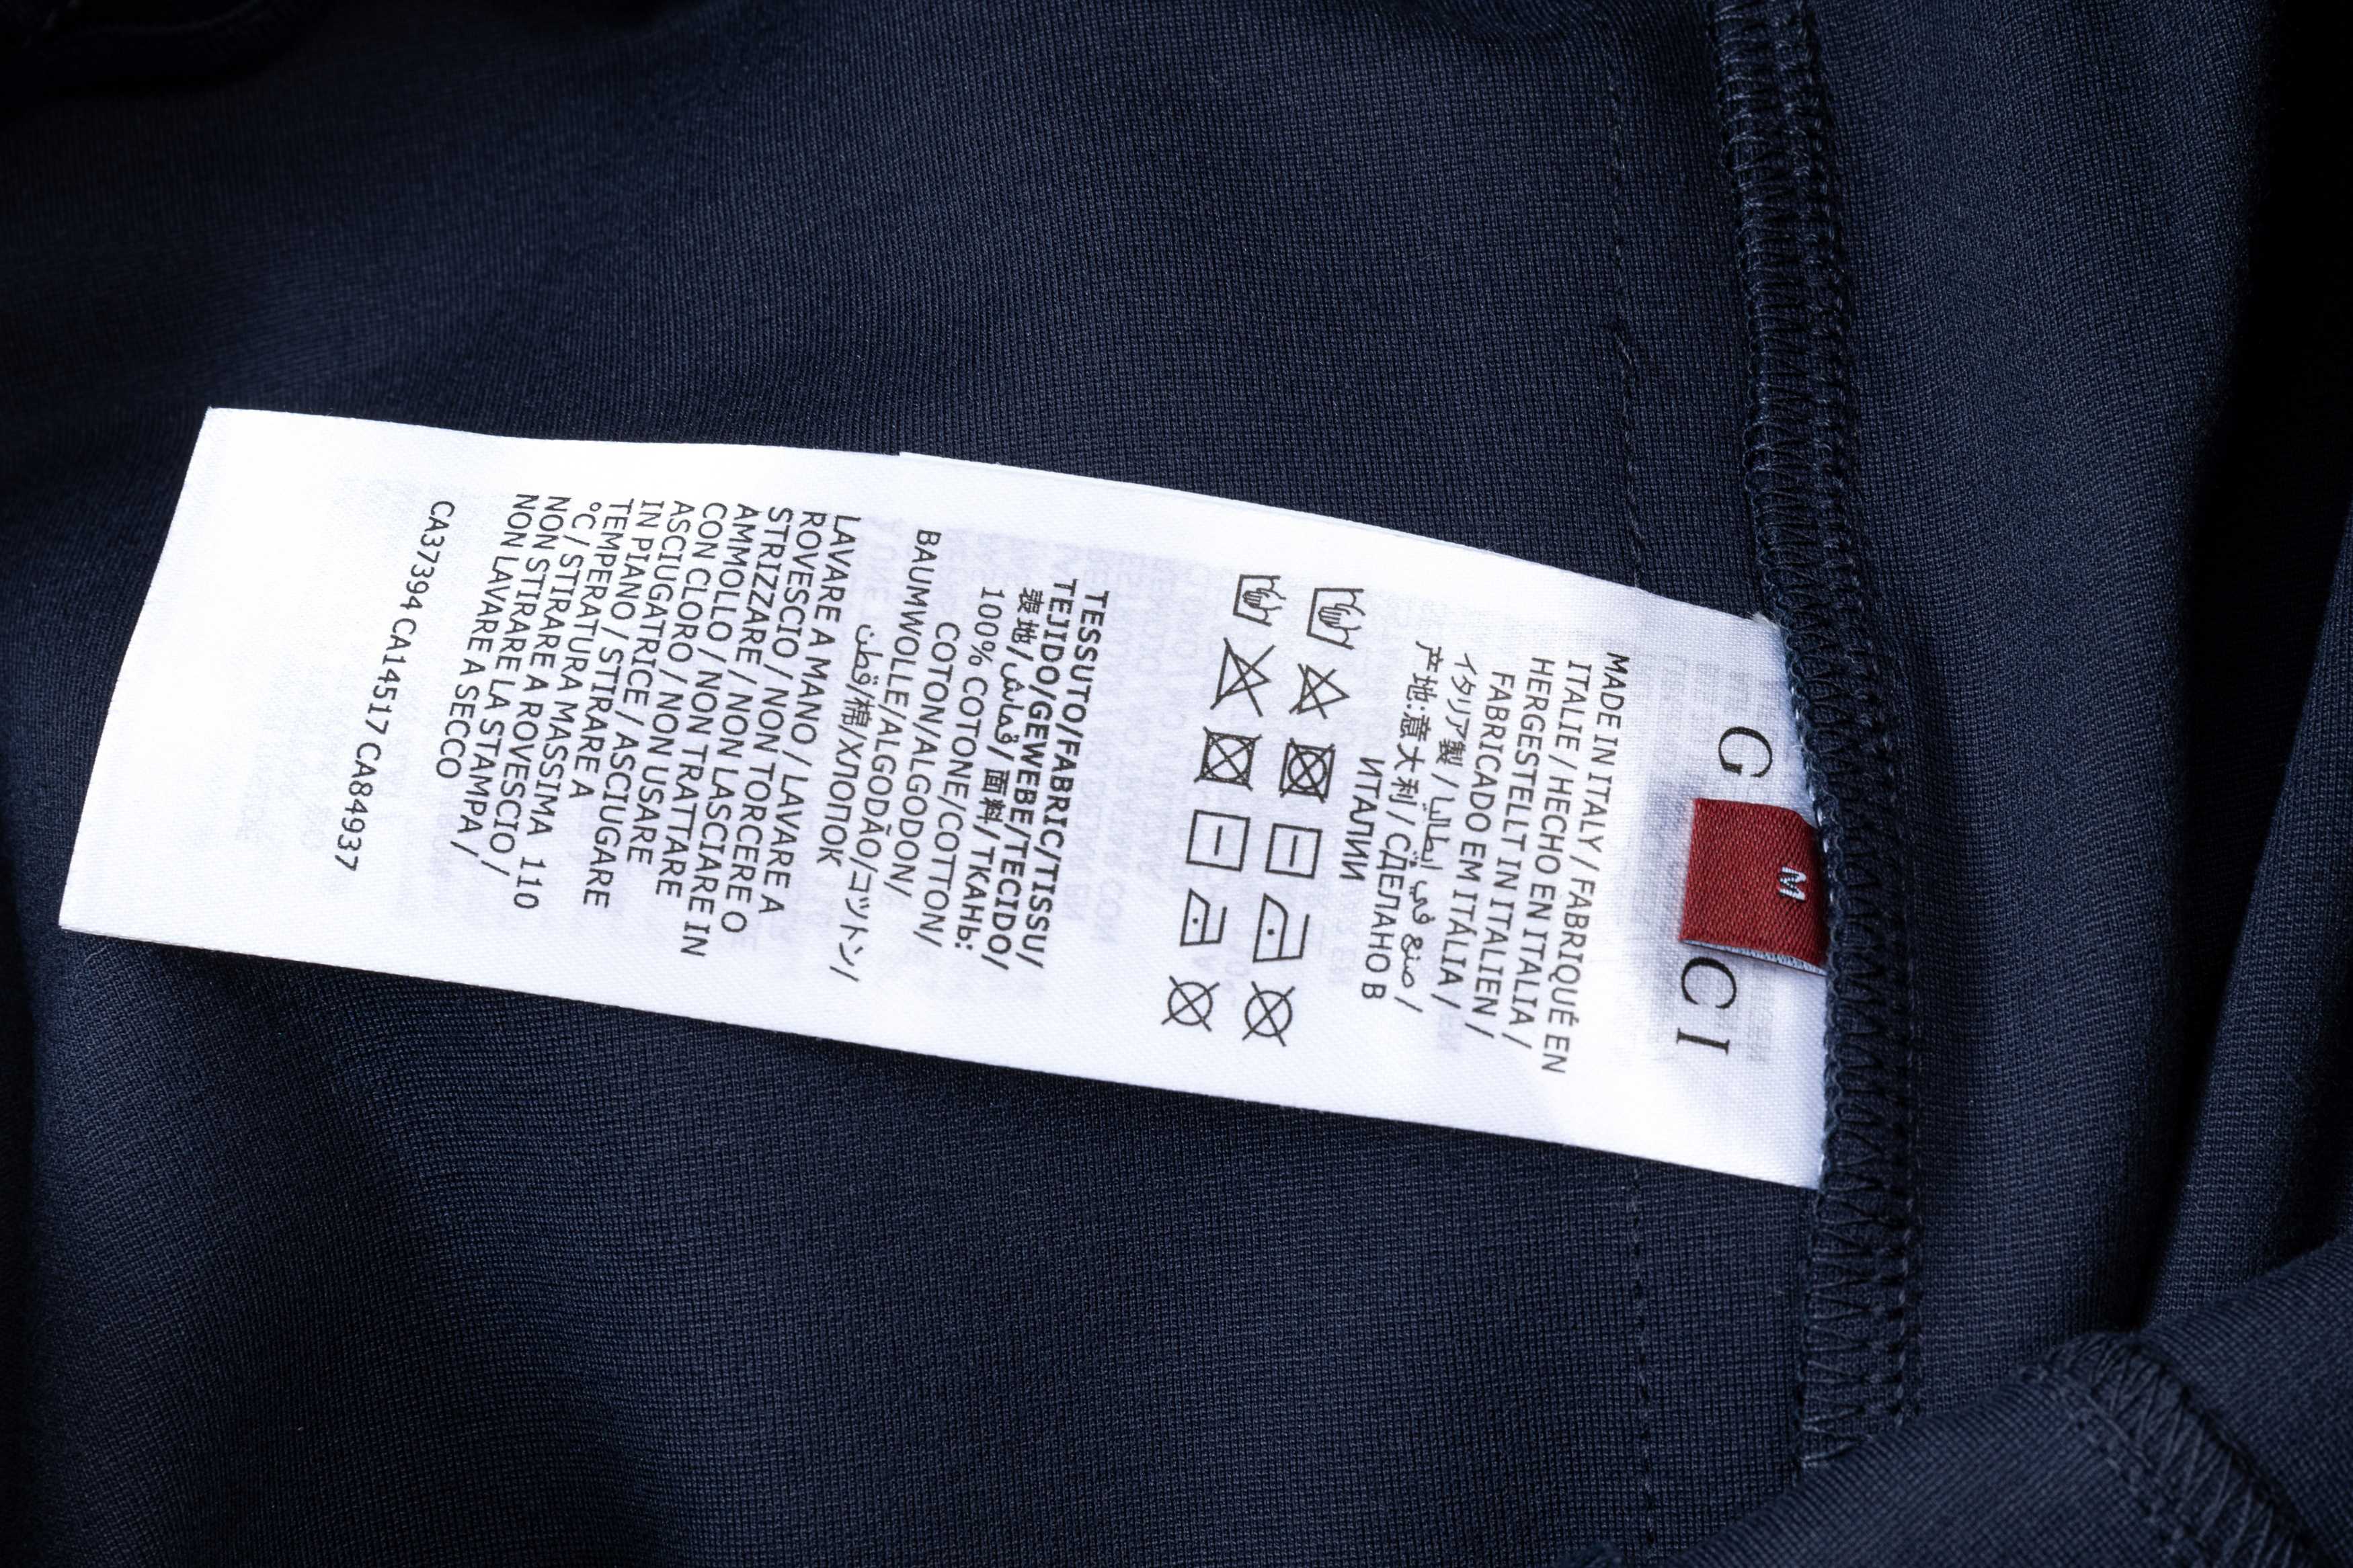 G CI
M
MADE IN ITALY / FABRIQUÉ EN
ITALIE / HECHO EN ITALIA /
HERGESTELLT IN ITALIEN /
FABRICADO EM ITÁLIA /
イタリア製 / صنع في إيطاليا /
产地:意大利 / СДЕЛАНО В
ИТАЛИИ
TESSUTO/FABRIC/TISSU/
TEJIDO/GEWEBE/TECIDO/
表地/قماش/ 面料/ ТКАНЬ:
100% COTONE/COTTON/
COTON/ALGODON/
BAUMWOLLE/ALGODÃO/コットン/
قطن/棉/ХЛОПОК
LAVARE A MANO / LAVARE A
ROVESCIO / NON TORCERE O
STRIZZARE / NON LASCIARE IN
AMMOLLO / NON TRATTARE
CON CLORO / NON USARE
ASCIUGATRICE / ASCIUGARE
IN PIANO / STIRARE A
TEMPERATURA MASSIMA 110
°C / STIRARE A ROVESCIO /
NON STIRARE LA STAMPA /
NON LAVARE A SECCO
CA37394 CA14517 CA84937